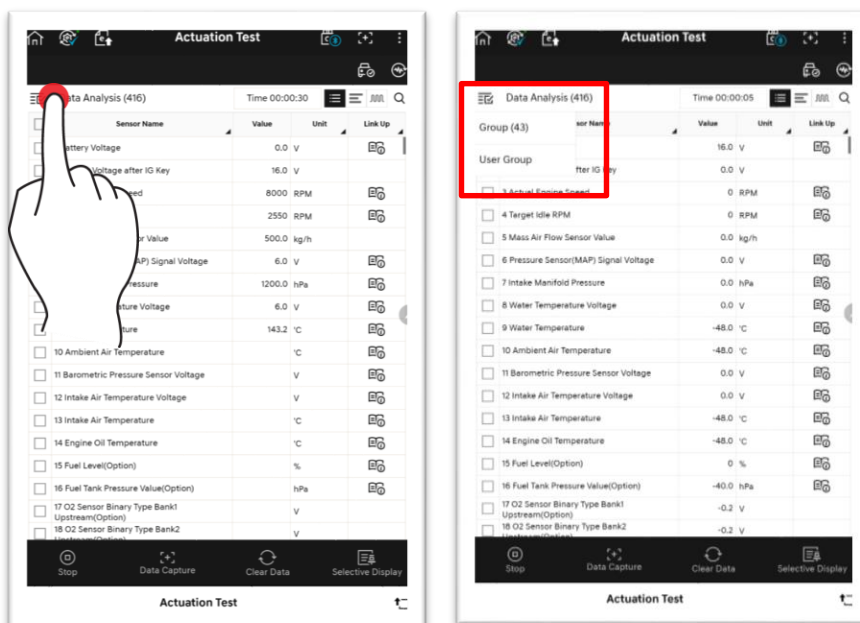 Actuation Test
Data Analysis (416)
Time 00:00:30
Sensor Name
Value
Unit
Link Up
Battery Voltage
0.0 V
Voltage after IG Key
16.0 V
8000 RPM
2550 RPM
Value
500.0 kg/h
Signal Voltage
6.0 V
1200.0 hPa
Voltage
6.0 V
143.2 °C
10 Ambient Air Temperature
°C
11 Barometric Pressure Sensor Voltage
V
12 Intake Air Temperature Voltage
V
13 Intake Air Temperature
°C
14 Engine Oil Temperature
°C
15 Fuel Level(Option)
%
16 Fuel Tank Pressure Value(Option)
hPa
17 O2 Sensor Binary Type Bank1
Upstream(Option)
V
18 O2 Sensor Binary Type Bank2
V
Stop
Data Capture
Clear Data
Selective Display
Actuation Test
Actuation Test
Data Analysis (416)
Time 00:00:05
Group (43)
User Group
Value
Unit
Link Up
16.0 V
0.0 V
3 Actual Engine Speed
0 RPM
4 Target Idle RPM
0 RPM
5 Mass Air Flow Sensor Value
0.0 kg/h
6 Pressure Sensor(MAP) Signal Voltage
0.0 V
7 Intake Manifold Pressure
0.0 hPa
8 Water Temperature Voltage
0.0 V
9 Water Temperature
-48.0 °C
10 Ambient Air Temperature
-48.0 °C
11 Barometric Pressure Sensor Voltage
0.0 V
12 Intake Air Temperature Voltage
0.0 V
13 Intake Air Temperature
-48.0 °C
14 Engine Oil Temperature
-48.0 °C
15 Fuel Level(Option)
0 %
16 Fuel Tank Pressure Value(Option)
-40.0 hPa
17 O2 Sensor Binary Type Bank1
Upstream(Option)
-0.2 V
18 O2 Sensor Binary Type Bank2
-0.2 V
Stop
Data Capture
Clear Data
Selective Display
Actuation Test